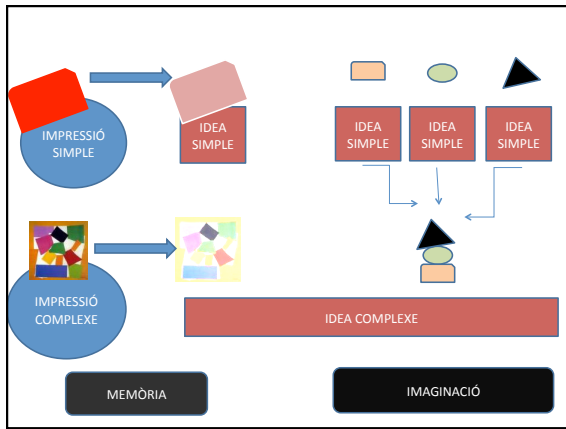 IMPRESSIÓ
SIMPLE
IDEA
SIMPLE
IDEA
SIMPLE
IDEA
SIMPLE
IDEA
SIMPLE
IMPRESSIÓ
COMPLEXE
IDEA COMPLEXE
MEMÒRIA
IMAGINACIÓ